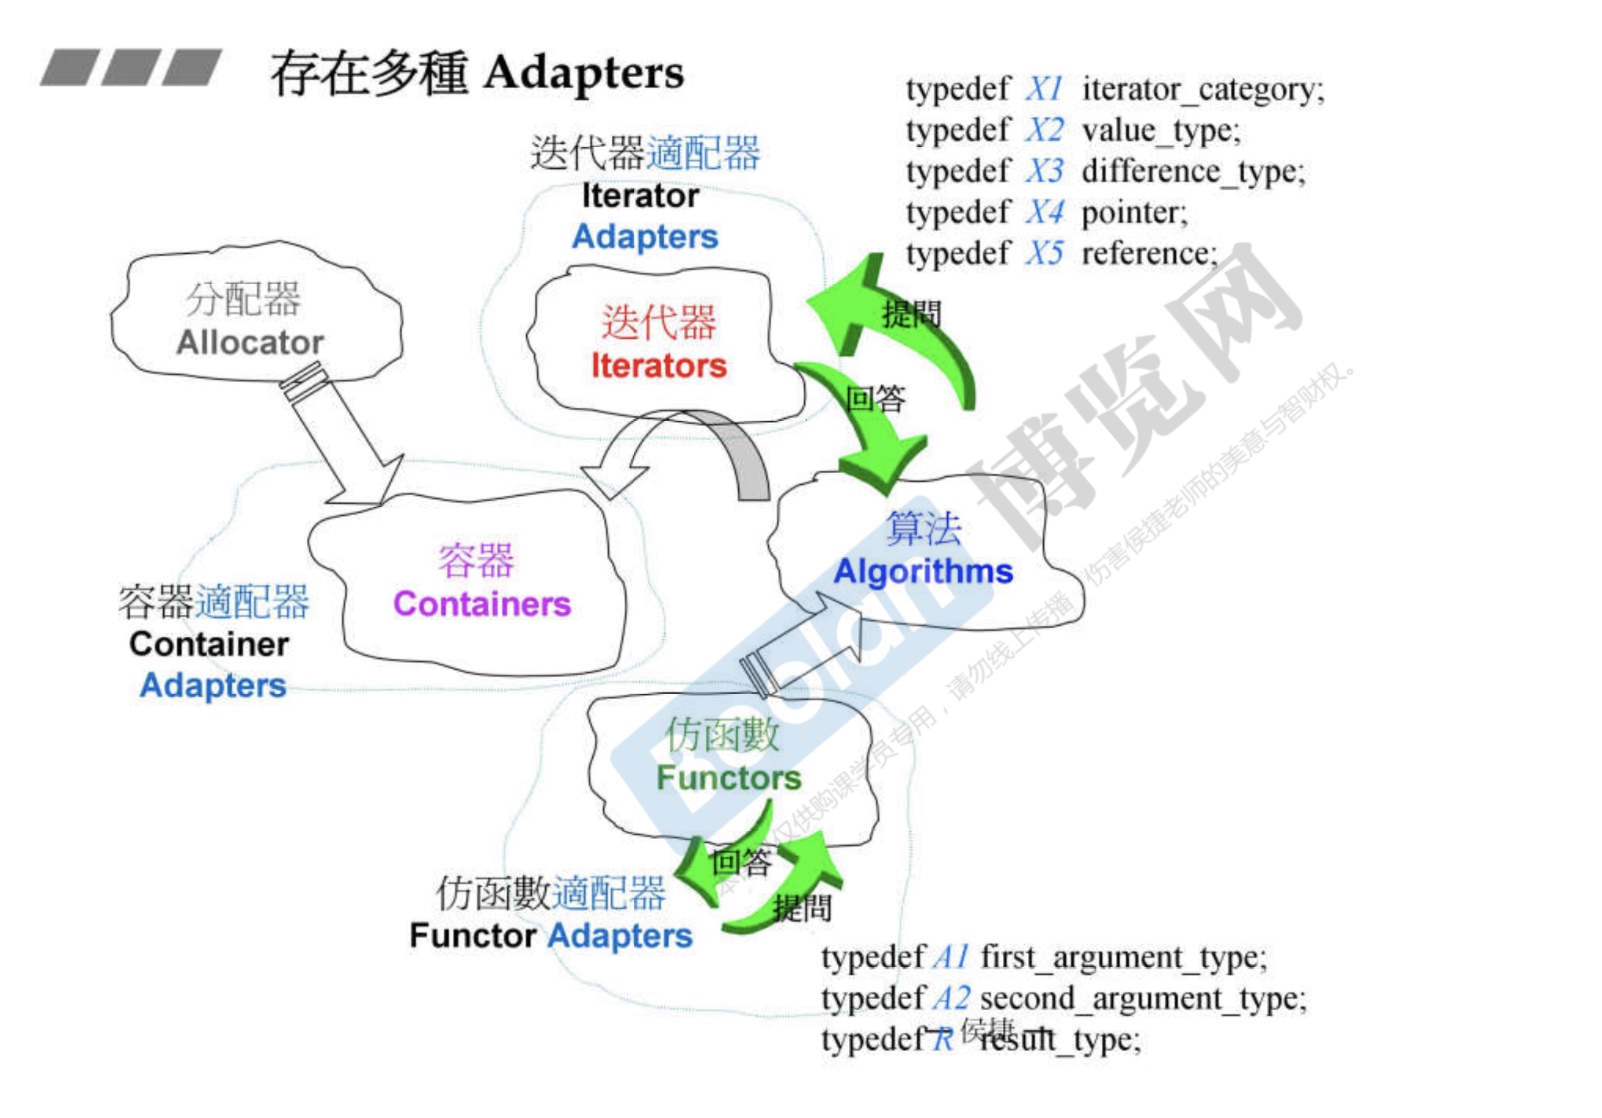 存在多種 Adapters
typedef X1 iterator_category;
typedef X2 value_type;
typedef X3 difference_type;
typedef X4 pointer;
typedef X5 reference;
迭代器適配器
Iterator
Adapters
分配器
Allocator
迭代器
Iterators
提問
回答
博览网
算法
Algorithms
容器
Containers
容器適配器
Container
Adapters
Boolan
仅供购课学员专用，请勿线上传播，伤害侯捷老师的美意与智财权。
仿函數
Functors
回答
提問
仿函數適配器
Functor Adapters
typedef A1 first_argument_type;
typedef A2 second_argument_type;
typedef R result_type;
— 侯捷 —